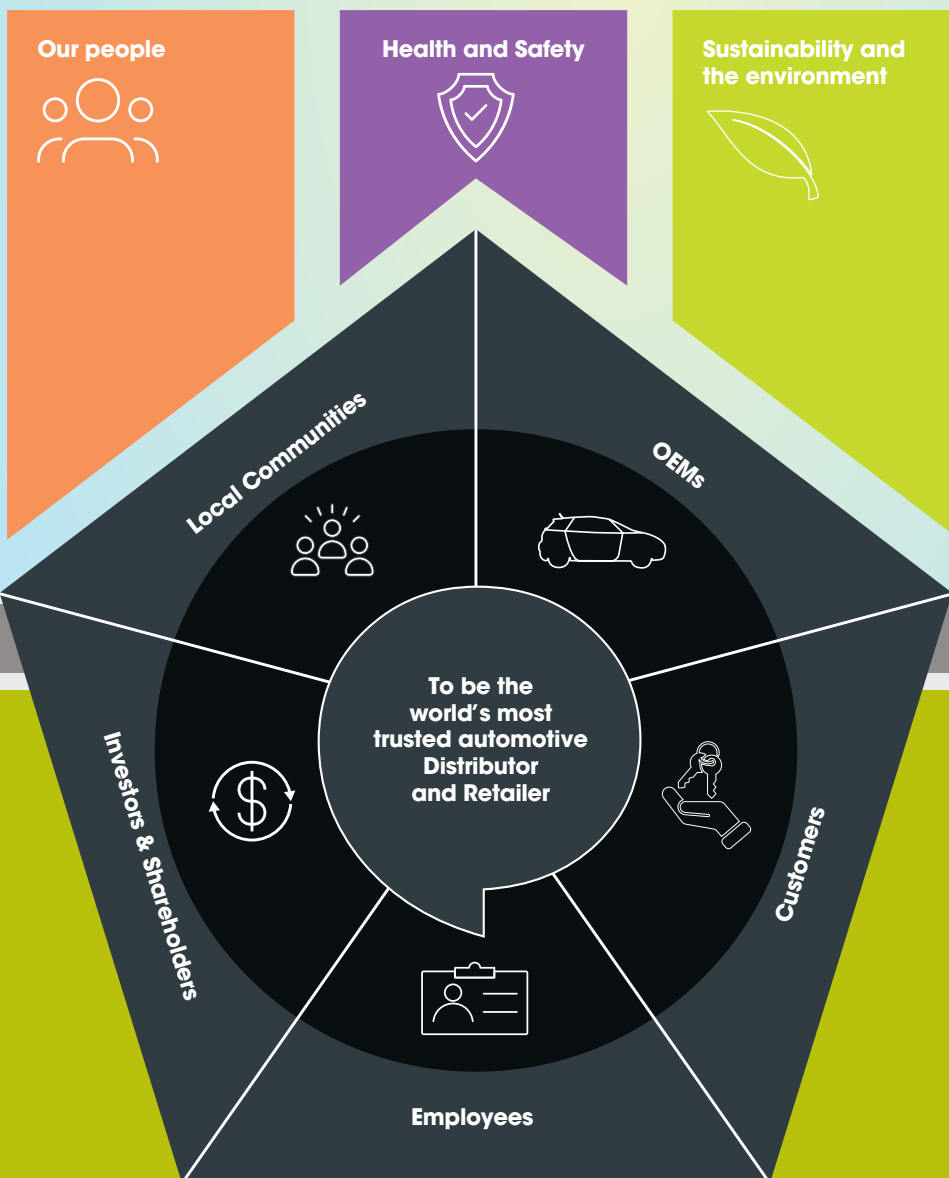 Our people
Health and Safety
Sustainability and
the environment
Local Communities
OEMs
To be the
world's most
trusted automotive
Distributor
and Retailer
Investors & Shareholders
Customers
Employees